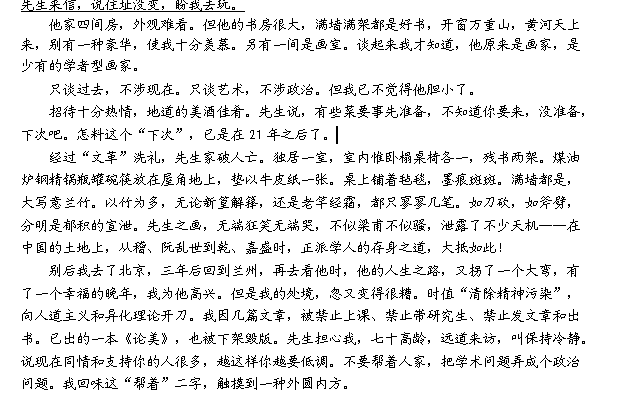 先生来信，说住址没变，盼我去玩。
他家四间房，外观难看。但他的书房很大，满墙满架都是好书，开窗万重山，黄河天上
来，别有一种豪华，使我十分羡慕。另有一间是画室。谈起来我才知道，他原来是画家，是
少有的学者型画家。
只谈过去，不涉现在。只谈艺术，不涉政治。但我已不觉得他胆小了。
招待十分热情，地道的美酒佳肴。先生说，有些菜要事先准备，不知道你要来，没准备，
下次吧。怎料这个“下次”，已是在 21 年之后了。
经过“文革”洗礼，先生家破人亡。独居一室，室内惟卧榻桌椅各一，残书两架。煤油
炉钢精锅瓶罐碗筷放在屋角地上，垫以牛皮纸一张。桌上铺着毡毯，墨痕斑斑。满墙都是，
大写意兰竹。以竹为多，无论新篁解箨，还是老竿经霜，都只寥寥几笔。如刀砍，如斧劈，
分明是郁积的宣泄。先生之画，无端狂笑无端哭，不似梁甫不似骚，泄露了不少天机——在
中国的土地上，从稽、阮乱世到乾、嘉盛时，正派学人的存身之道，大抵如此！
别后我去了北京，三年后回到兰州，再去看他时，他的人生之路，又拐了一个大弯，有
了一个幸福的晚年，我为他高兴。但是我的处境，忽又变得很糟。时值“清除精神污染”，
向人道主义和异化理论开刀。我因几篇文章，被禁止上课、禁止带研究生、禁止发文章和出
书。已出的一本《论美》，也被下架毁版。先生担心我，七十高龄，远道来访，叫保持冷静。
说现在同情和支持你的人很多，越这样你越要低调。不要帮着人家，把学术问题弄成个政治
问题。我回味这“帮着”二字，触摸到一种外圆内方。